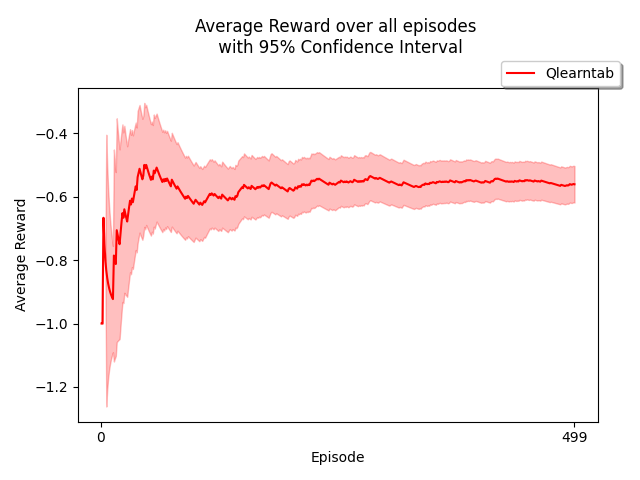 Average Reward over all episodes
with 95% Confidence Interval
Qlearntab
Average Reward
−0.4
−0.6
−0.8
−1.0
−1.2
0
499
Episode